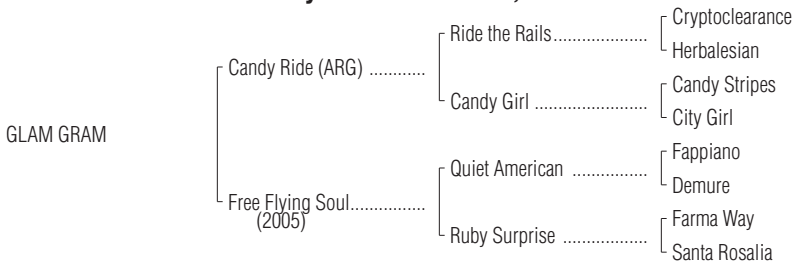 Cryptoclearance
Ride the Rails....................
Herbalesian
Candy Ride (ARG) ............
Candy Stripes
Candy Girl ........................
City Girl
GLAM GRAM
Fappiano
Quiet American ................
Demure
Free Flying Soul................
(2005)
Farma Way
Ruby Surprise ..................
Santa Rosalia